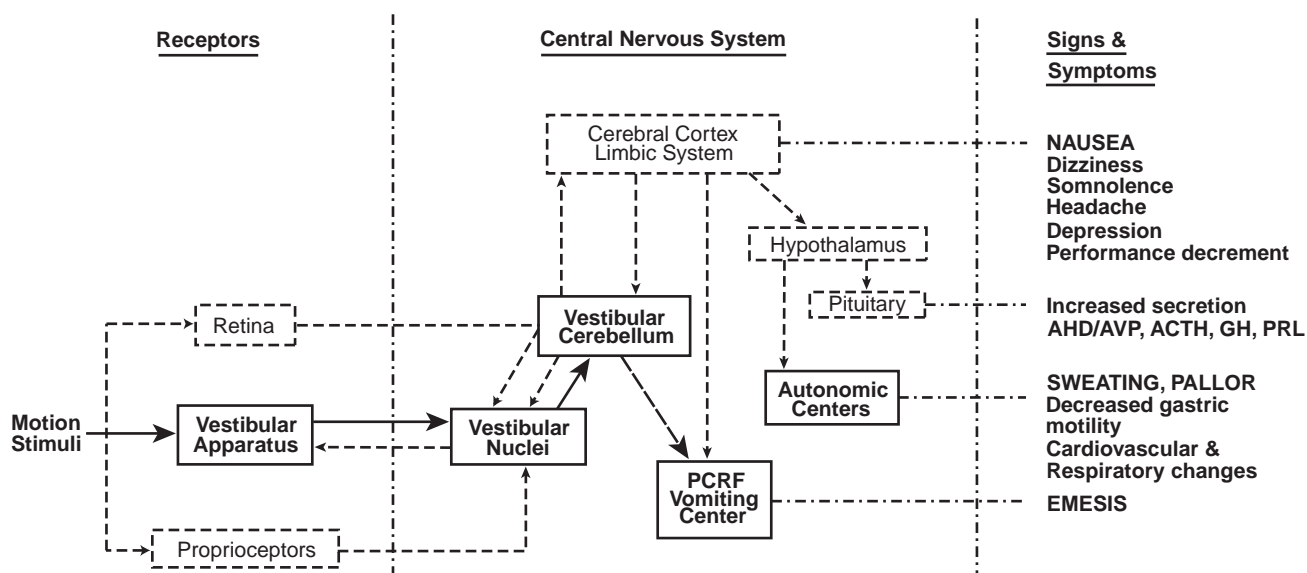 Receptors
Central Nervous System
Signs &
Symptoms
Cerebral Cortex
Limbic System
NAUSEA
Dizziness
Somnolence
Headache
Depression
Performance decrement
Hypothalamus
Pituitary
Increased secretion
AHD/AVP, ACTH, GH, PRL
Retina
Vestibular
Cerebellum
Autonomic
Centers
SWEATING, PALLOR
Decreased gastric
motility
Cardiovascular &
Respiratory changes
Motion
Stimuli
Vestibular
Apparatus
Vestibular
Nuclei
PCRF
Vomiting
Center
EMESIS
Proprioceptors